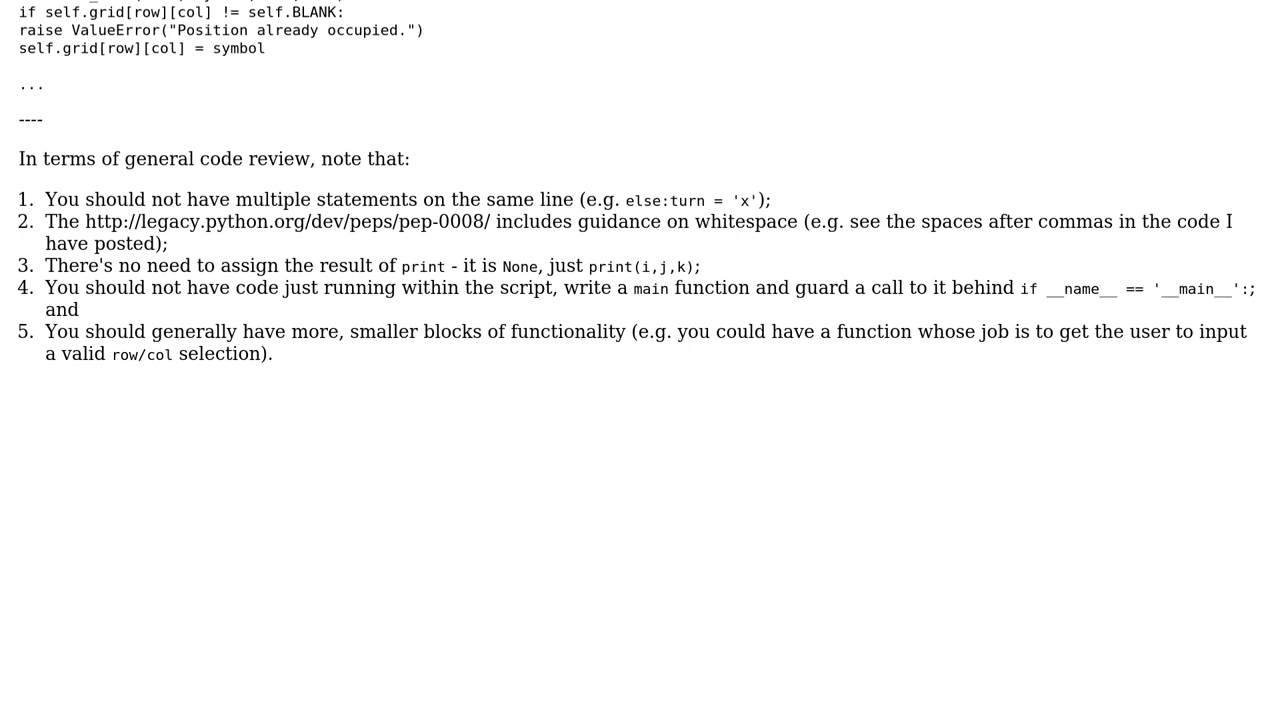 if self.grid[row][col] != self.BLANK:
raise ValueError("Position already occupied.")
self.grid[row][col] = symbol
...
----
In terms of general code review, note that:
1. You should not have multiple statements on the same line (e.g. else:turn = 'x');
2. The http://legacy.python.org/dev/peps/pep-0008/ includes guidance on whitespace (e.g. see the spaces after commas in the code I
have posted);
3. There's no need to assign the result of print - it is None, just print(i,j,k);
4. You should not have code just running within the script, write a main function and guard a call to it behind if __name__ == '__main__':;
and
5. You should generally have more, smaller blocks of functionality (e.g. you could have a function whose job is to get the user to input
a valid row/col selection).